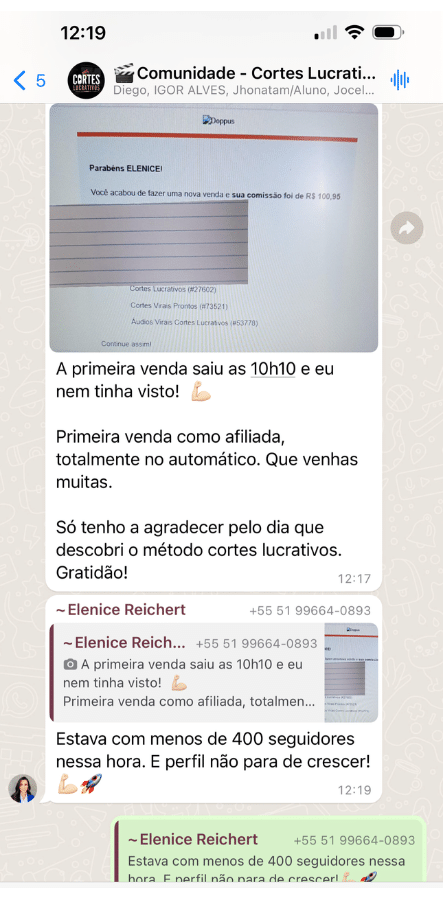 12:19
5
CORTES
LUCRATIVOS
Comunidade - Cortes Lucrati...
Diego, IGOR ALVES, Jhonatam/Aluno, Jocel...
Doppus
Parabéns ELENICE!
Você acabou de fazer uma nova venda e sua comissão foi de R$ 100,95
Cortes Lucrativos (#27602)
Cortes Virais Prontos (#73521)
Áudios Virais Cortes Lucrativos (#53778)
Continue assim!
A primeira venda saiu as 10h10 e eu
nem tinha visto! 💪🏻
Primeira venda como afiliada,
totalmente no automático. Que venhas
muitas.
Só tenho a agradecer pelo dia que
descobri o método cortes lucrativos.
Gratidão!
12:17
~Elenice Reichert +55 51 99664-0893
~Elenice Reich... +55 51 99664-0893
A primeira venda saiu as 10h10 e eu
nem tinha visto! 💪🏻
Primeira venda como afiliada, totalmen...
Estava com menos de 400 seguidores
nessa hora. E perfil não para de crescer!
💪🏻🚀
12:19
~Elenice Reichert +55 51 99664-0893
Estava com menos de 400 seguidores nessa
hora. E perfil não para de crescer! 💪🏻🚀